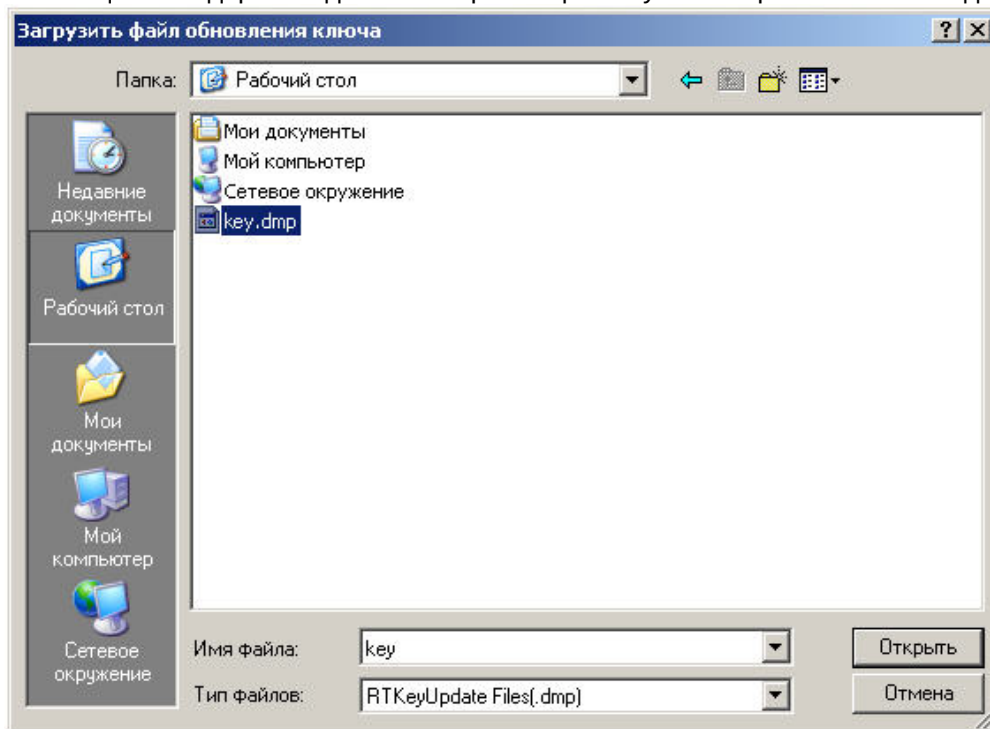 Загрузить файл обновления ключа
Папка:
Рабочий стол
Недавние
документы
Рабочий стол
Мои
документы
Мой
компьютер
Сетевое
окружение
Мои документы
Мой компьютер
Сетевое окружение
key.dmp
Имя файла:
key
Открыть
Тип файлов:
RTKeyUpdate Files(.dmp)
Отмена